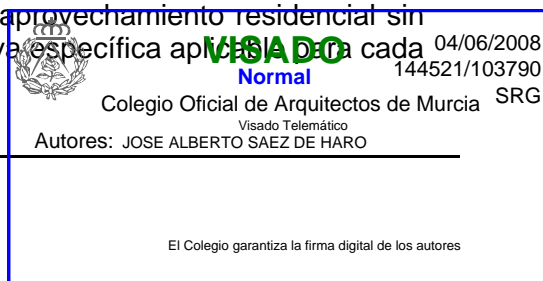 aprovechamiento residencial sin
va específica aplicable para cada
VISADO
04/06/2008
Normal
144521/103790
SRG
Colegio Oficial de Arquitectos de Murcia
Visado Telemático
Autores: JOSE ALBERTO SAEZ DE HARO
El Colegio garantiza la firma digital de los autores